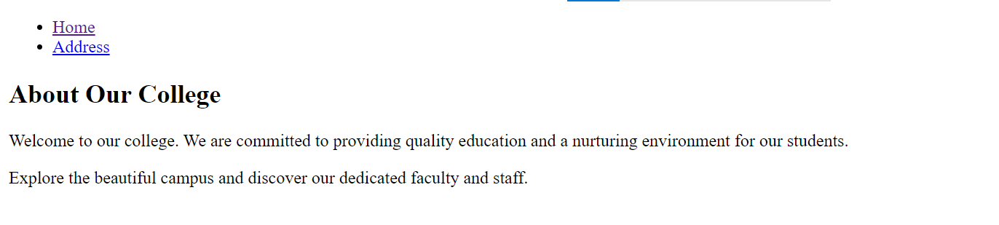 Home
Address
About Our College
Welcome to our college. We are committed to providing quality education and a nurturing environment for our students.
Explore the beautiful campus and discover our dedicated faculty and staff.